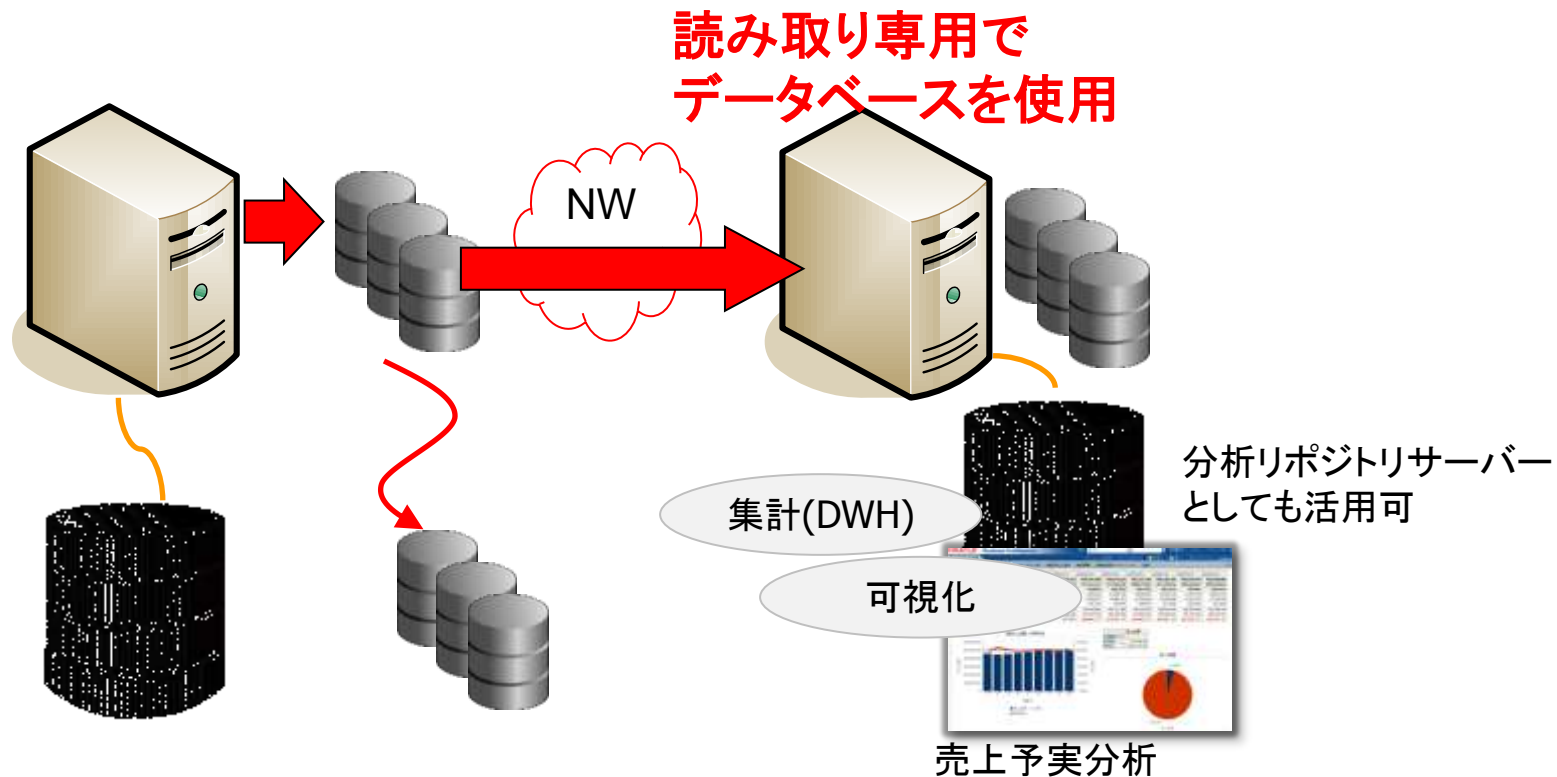 読み取り専用で
データベースを使用
NW
分析リポジトリサーバー
としても活用可
集計(DWH)
可視化
売上予実分析